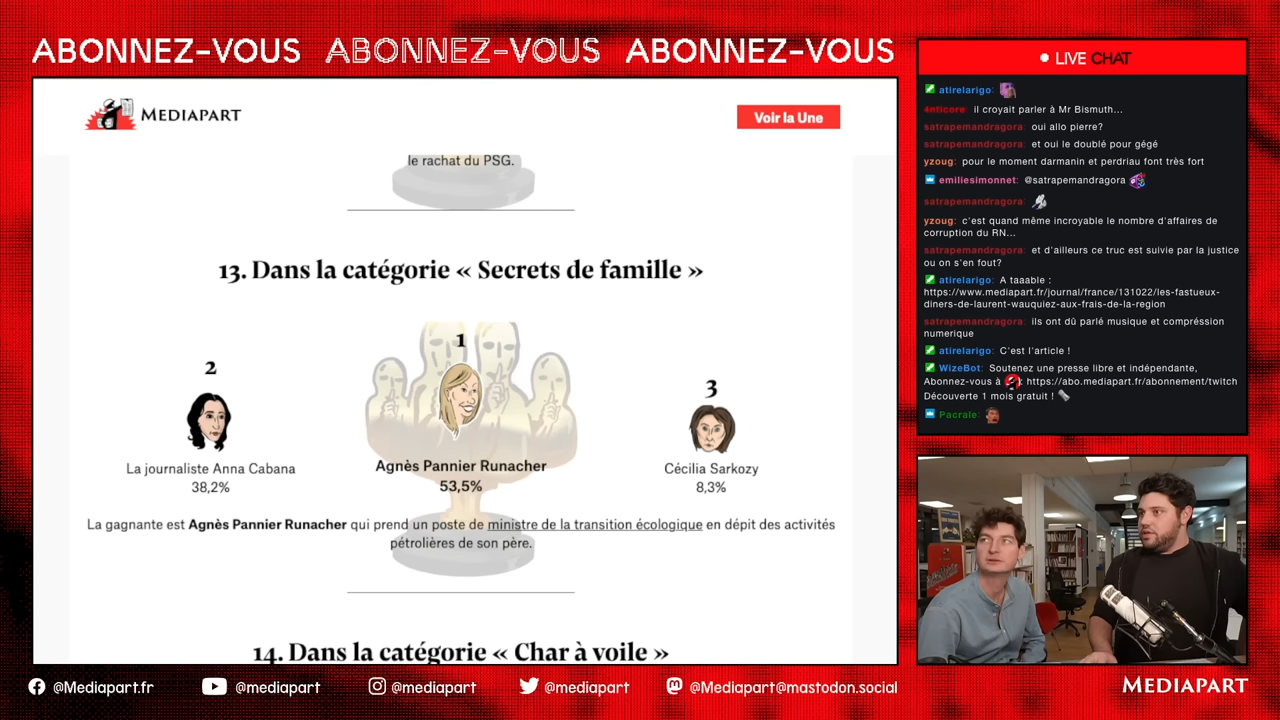 ABONNEZ-VOUS ABONNEZ-VOUS ABONNEZ-VOUS
MEDIAPART
Voir la Une
le rachat du PSG.
13. Dans la catégorie « Secrets de famille »
1
2
3
La journaliste Anna Cabana
38,2%
Agnès Pannier Runacher
53,5%
Cécilia Sarkozy
8,3%
La gagnante est Agnès Pannier Runacher qui prend un poste de ministre de la transition écologique en dépit des activités
pétrolières de son père.
14. Dans la catégorie « Char à voile »
LIVE CHAT
atirelarigo:
4nticore: il croyait parler à Mr Bismuth...
satrapemandragora: oui allo pierre?
satrapemandragora: et oui le doublé pour gégé
yzoug: pour le moment darmanin et perdriau font très fort
emiliesimonnet: @satrapemandragora
satrapemandragora:
yzoug: c'est quand même incroyable le nombre d'affaires de
corruption du RN...
satrapemandragora: et d'ailleurs ce truc est suivie par la justice
ou on s'en fout?
atirelarigo: A taaable :
https://www.mediapart.fr/journal/france/131022/les-fastueux-
diners-de-laurent-wauquiez-aux-frais-de-la-region
satrapemandragora: ils ont dû parlé musique et compréssion
numerique
atirelarigo: C'est l'article !
WizeBot: Soutenez une presse libre et indépendante,
Abonnez-vous à : https://abo.mediapart.fr/abonnement/twitch
Découverte 1 mois gratuit !
Pacrale:
@Mediapart.fr @mediapart @mediapart @mediapart @Mediapart@mastodon.social
MEDIAPART